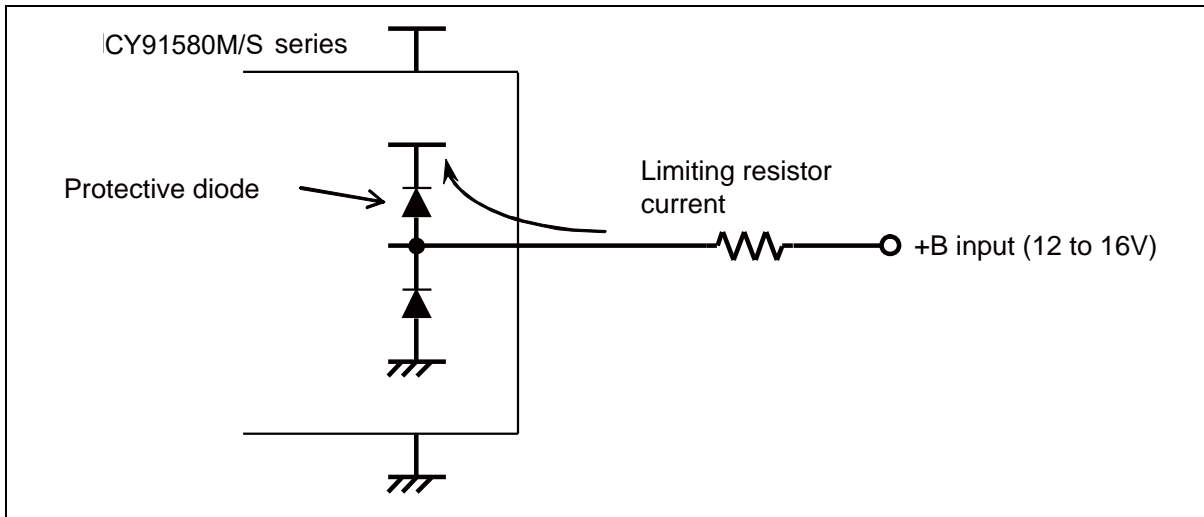 CY91580M/S series
Protective diode
Limiting resistor
current
+B input (12 to 16V)